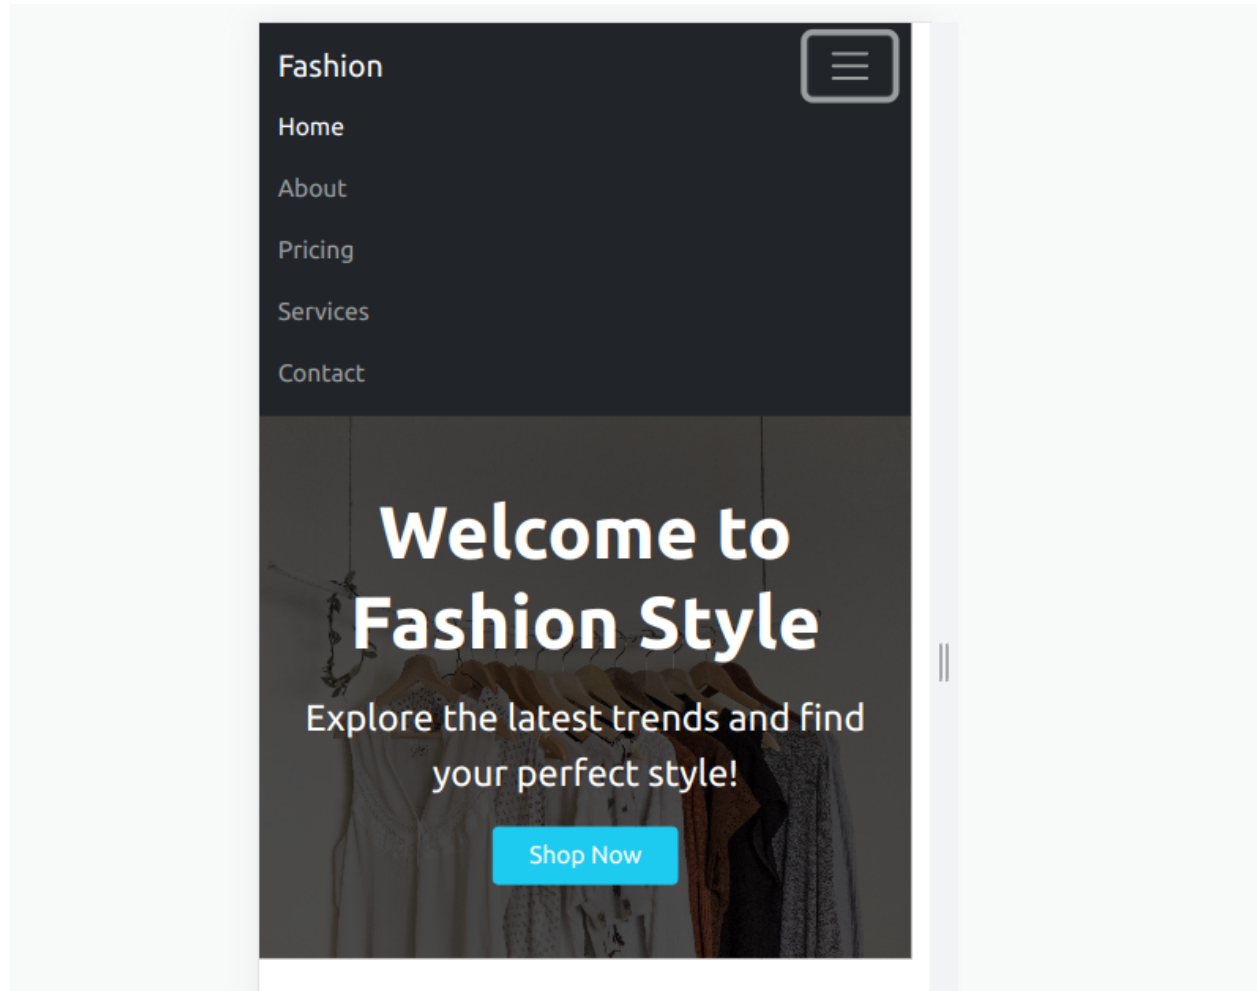 Fashion
Home
About
Pricing
Services
Contact
Welcome to
Fashion Style
Explore the latest trends and find
your perfect style!
Shop Now